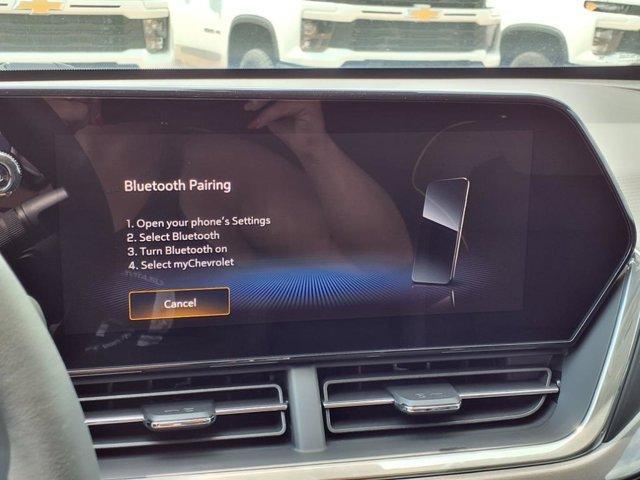 Bluetooth Pairing
1. Open your phone's Settings
2. Select Bluetooth
3. Turn Bluetooth on
4. Select myChevrolet
Cancel